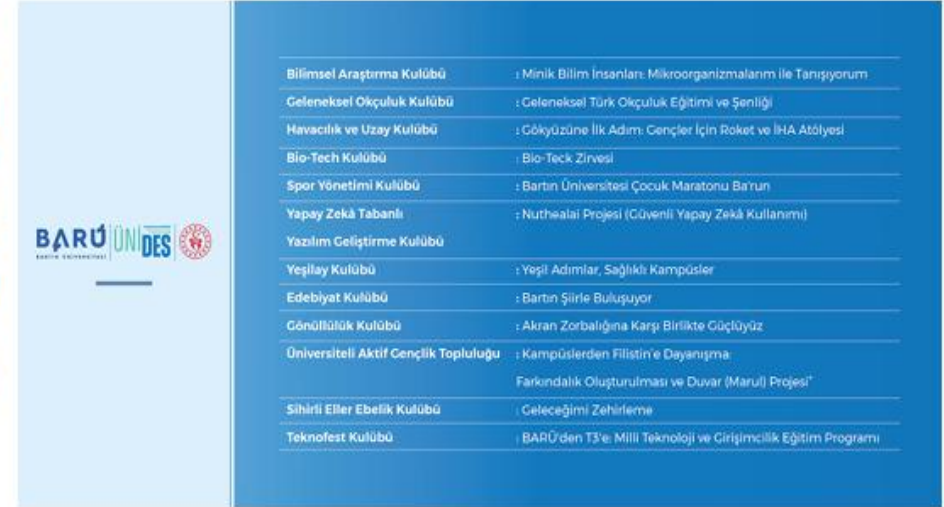 BARÜ ÜNİDES
BARTIN ÜNİVERSİTESİ
Bilimsel Araştırma Kulübü : Minik Bilim İnsanları: Mikroorganizmalarım ile Tanışıyorum
Geleneksel Okçuluk Kulübü : Geleneksel Türk Okçuluk Eğitimi ve Şenliği
Havacılık ve Uzay Kulübü : Gökyüzüne İlk Adım: Gençler İçin Roket ve İHA Atölyesi
Bio-Tech Kulübü : Bio-Teck Zirvesi
Spor Yönetimi Kulübü : Bartın Üniversitesi Çocuk Maratonu Ba'run
Yapay Zekâ Tabanlı : Nuthealai Projesi (Güvenli Yapay Zekâ Kullanımı)
Yazılım Geliştirme Kulübü
Yeşilay Kulübü : Yeşil Adımlar, Sağlıklı Kampüsler
Edebiyat Kulübü : Bartın Şiirle Buluşuyor
Gönüllülük Kulübü : Akran Zorbalığına Karşı Birlikte Güçlüyüz
Üniversiteli Aktif Gençlik Topluluğu : Kampüslerden Filistin'e Dayanışma:
Farkındalık Oluşturulması ve Duvar (Marul) Projesi"
Sihirli Eller Ebelik Kulübü : Geleceğimi Zehirleme
Teknofest Kulübü : BARÜ'den T3'e: Milli Teknoloji ve Girişimcilik Eğitim Programı